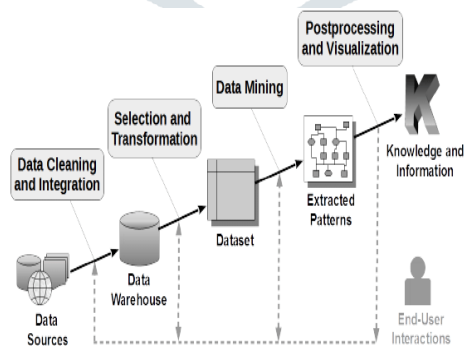 Postprocessing
and Visualization
Data Mining
Selection and
Transformation
Data Cleaning
and Integration
Knowledge and
Information
Extracted
Patterns
Dataset
Data
Warehouse
Data
Sources
End-User
Interactions